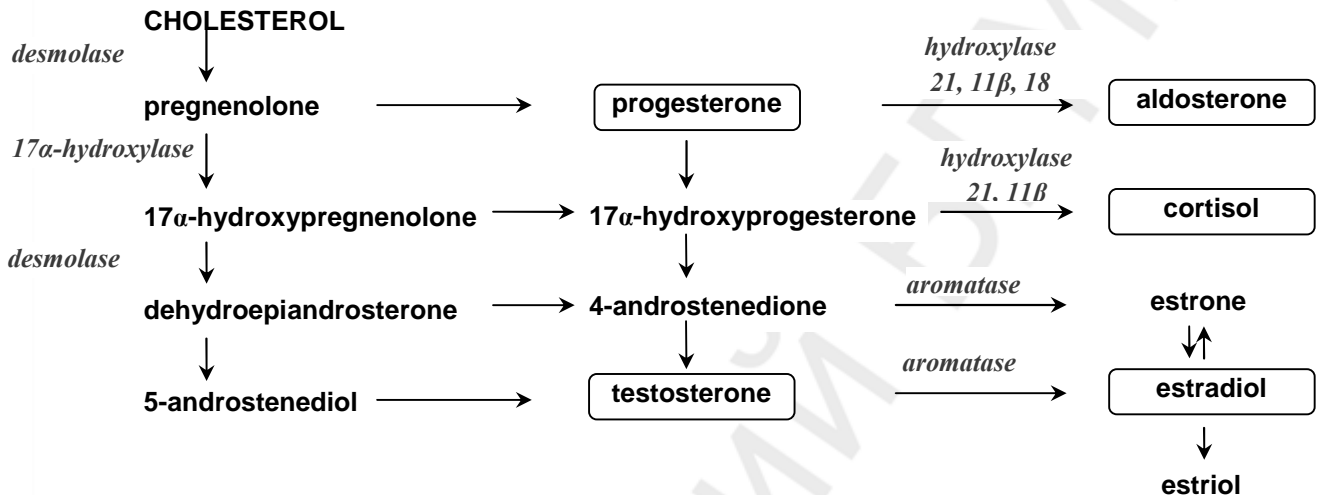 CHOLESTEROL
desmolase
hydroxylase
21, 11β, 18
pregnenolone
progesterone
aldosterone
17α-hydroxylase
hydroxylase
21, 11β
17α-hydroxypregnenolone
17α-hydroxyprogesterone
cortisol
desmolase
aromatase
dehydroepiandrosterone
4-androstenedione
estrone
aromatase
5-androstenediol
testosterone
estradiol
estriol